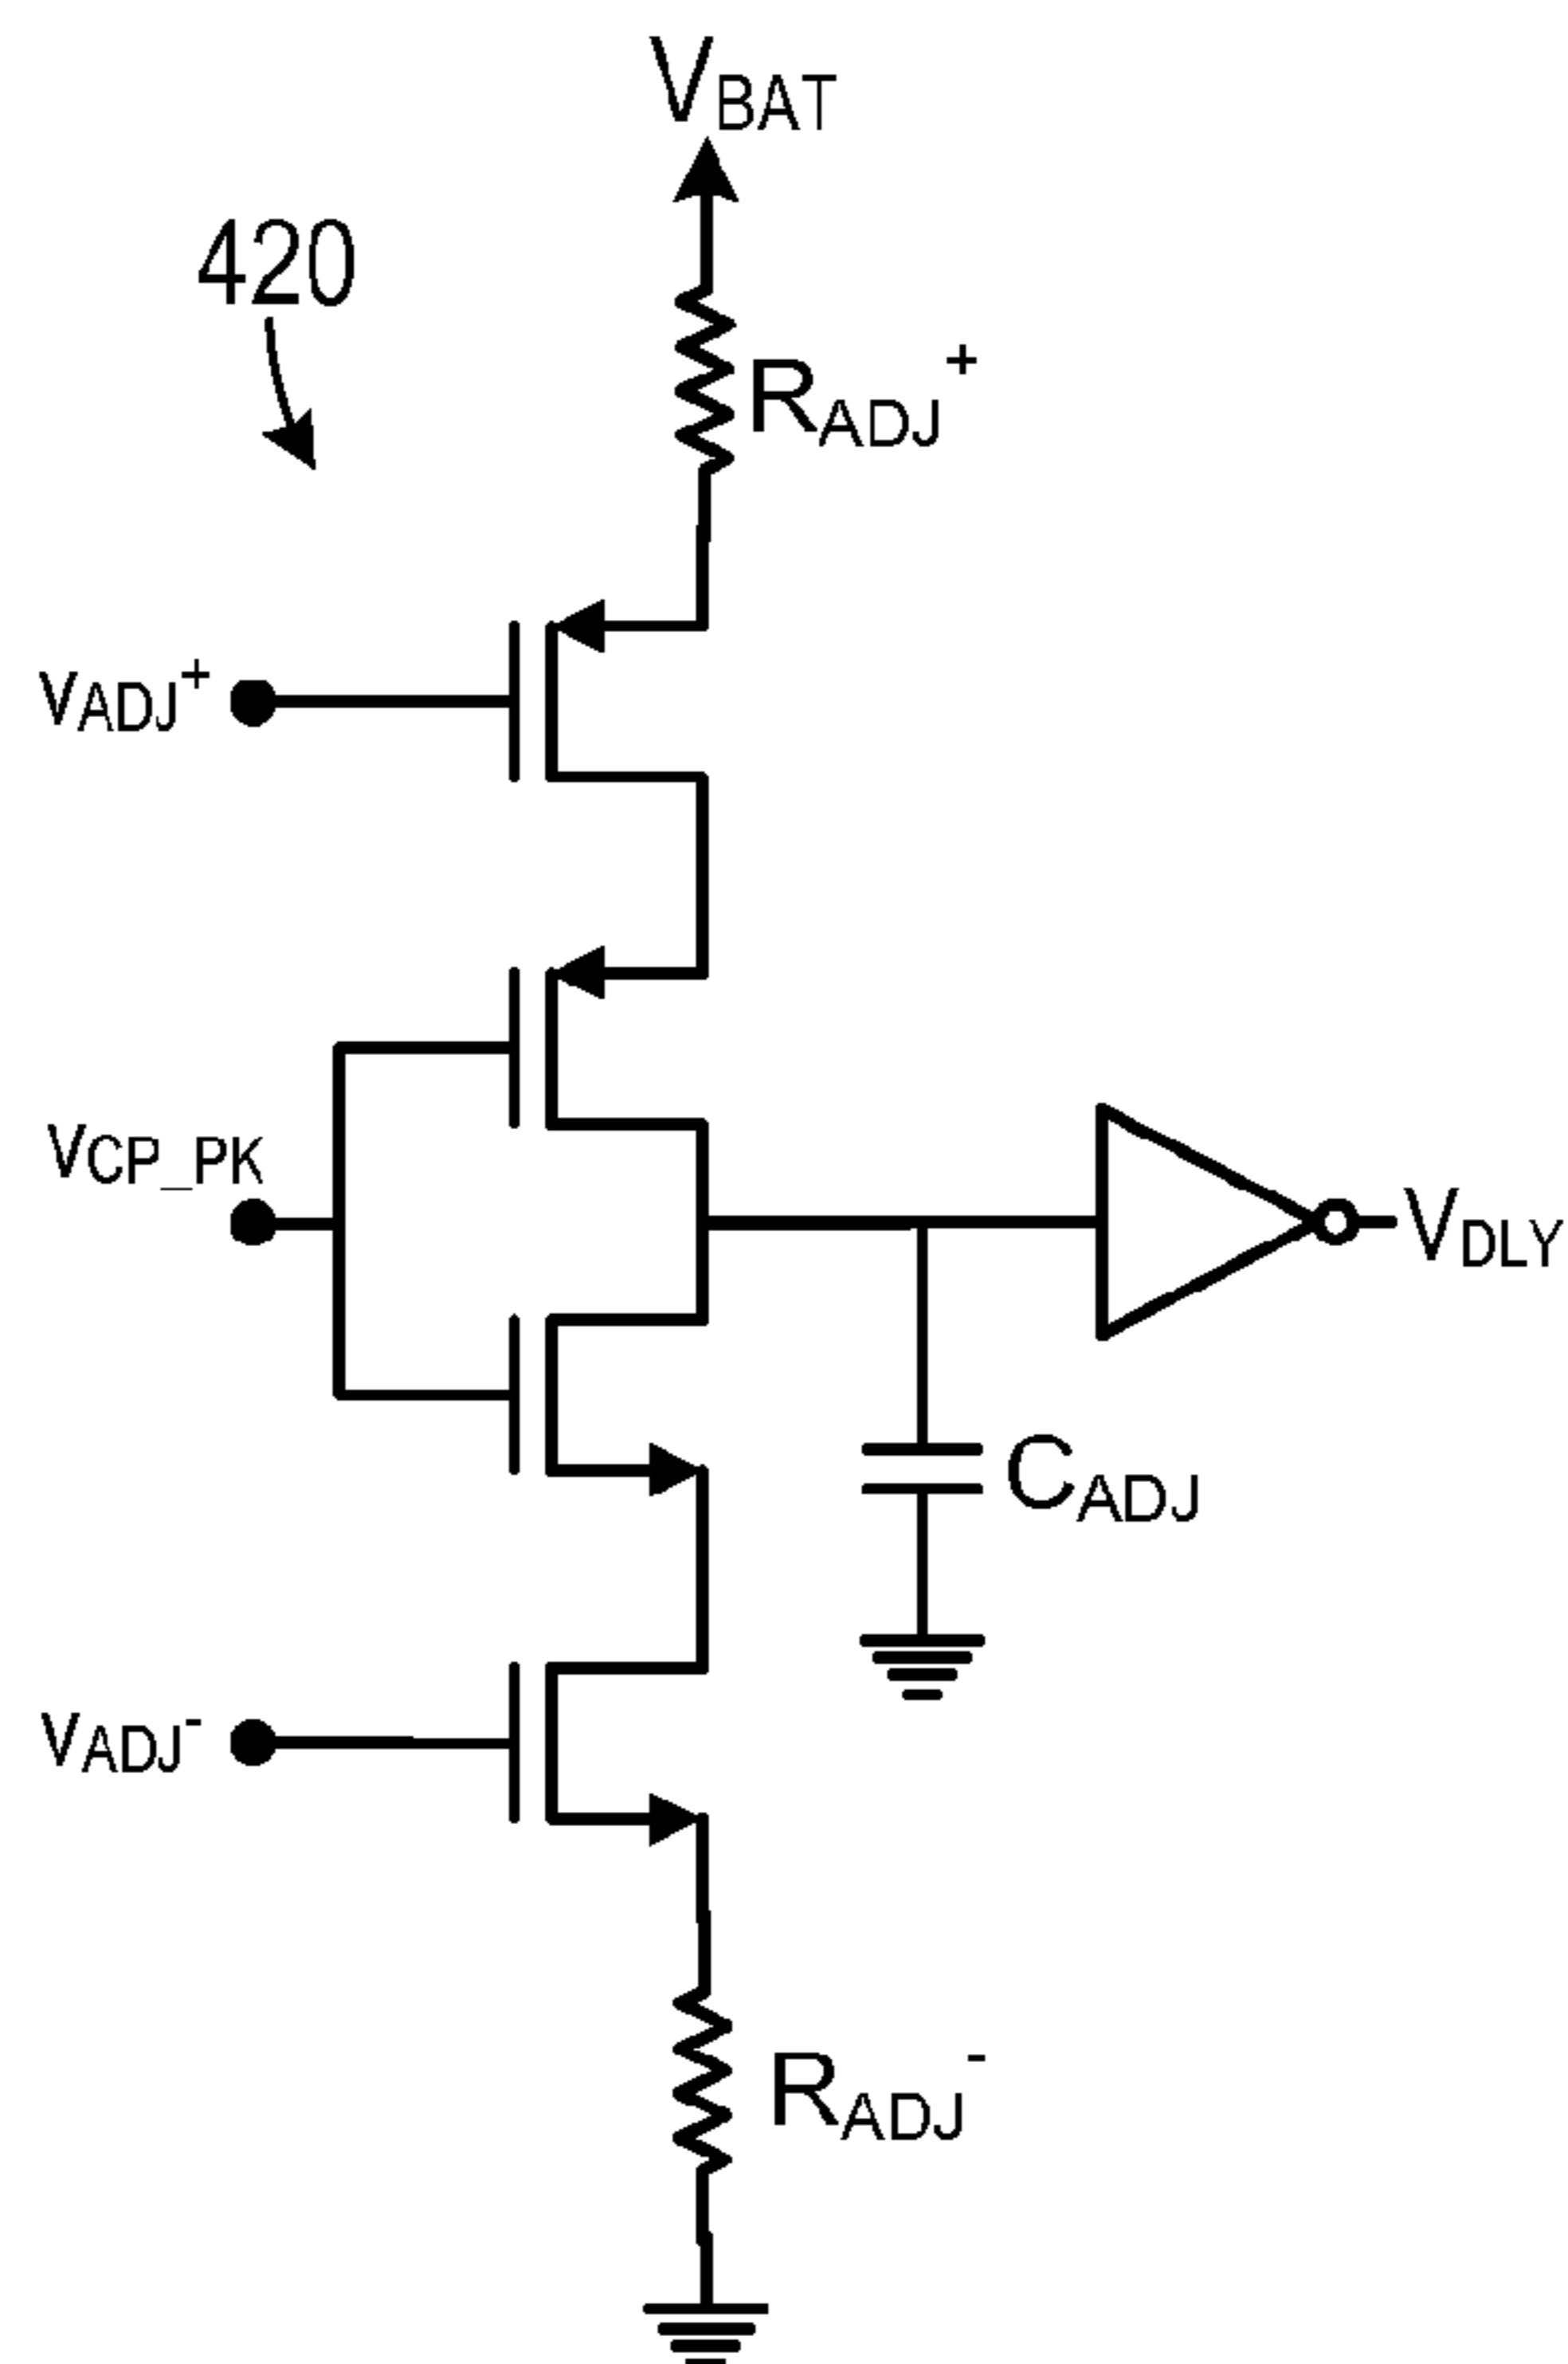 VBAT
420
RADJ+
vADJ+
vCP_PK
VDLY
CADJ
vADJ-
RADJ-